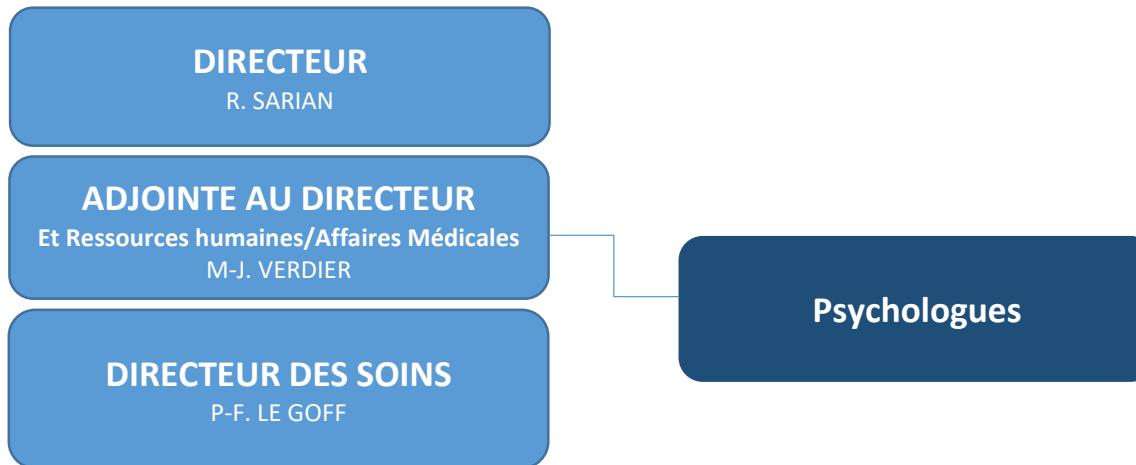 DIRECTEUR
R. SARIAN
ADJOINTE AU DIRECTEUR
Et Ressources humaines/Affaires Médicales
M-J. VERDIER
DIRECTEUR DES SOINS
P-F. LE GOFF
Psychologues